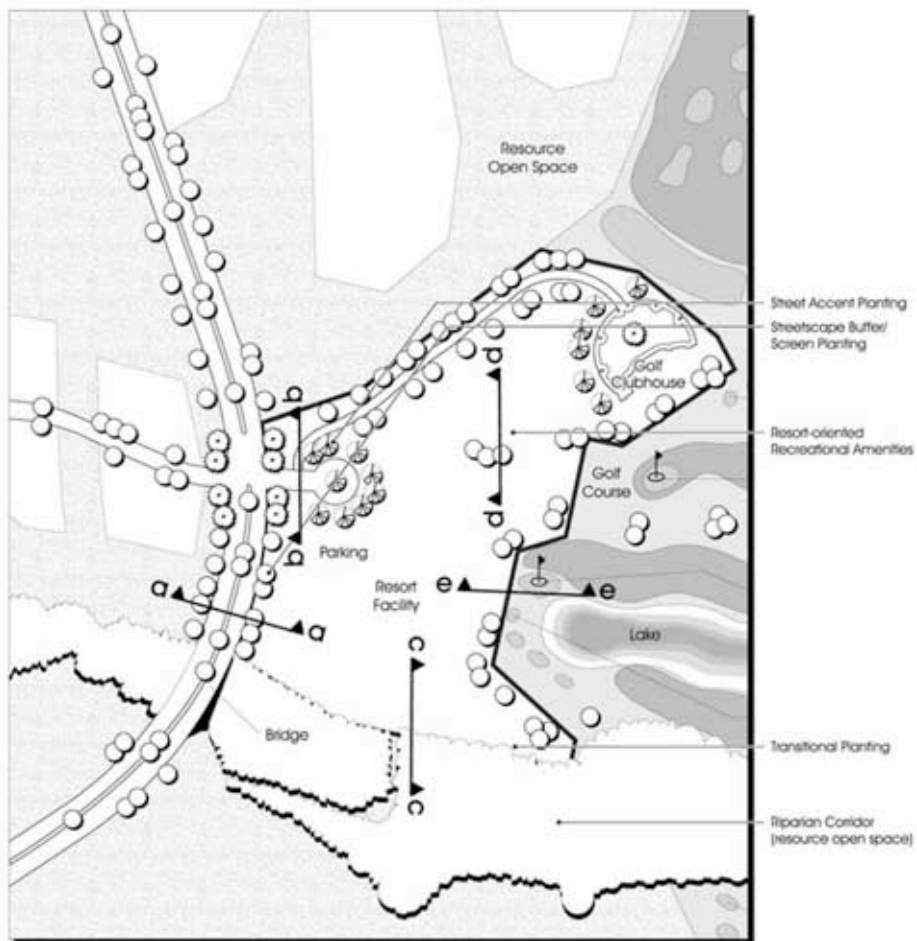 Resource
Open Space
Street Accent Planting
Streetscape Buffer/
Screen Planting
Golf
Clubhouse
Resort-oriented
Recreational Amenities
Golf
Course
b
b
d
d
Parking
Resort
Facility
a
a
e
e
Lake
c
c
Bridge
Transitional Planting
Riparian Corridor
(resource open space)